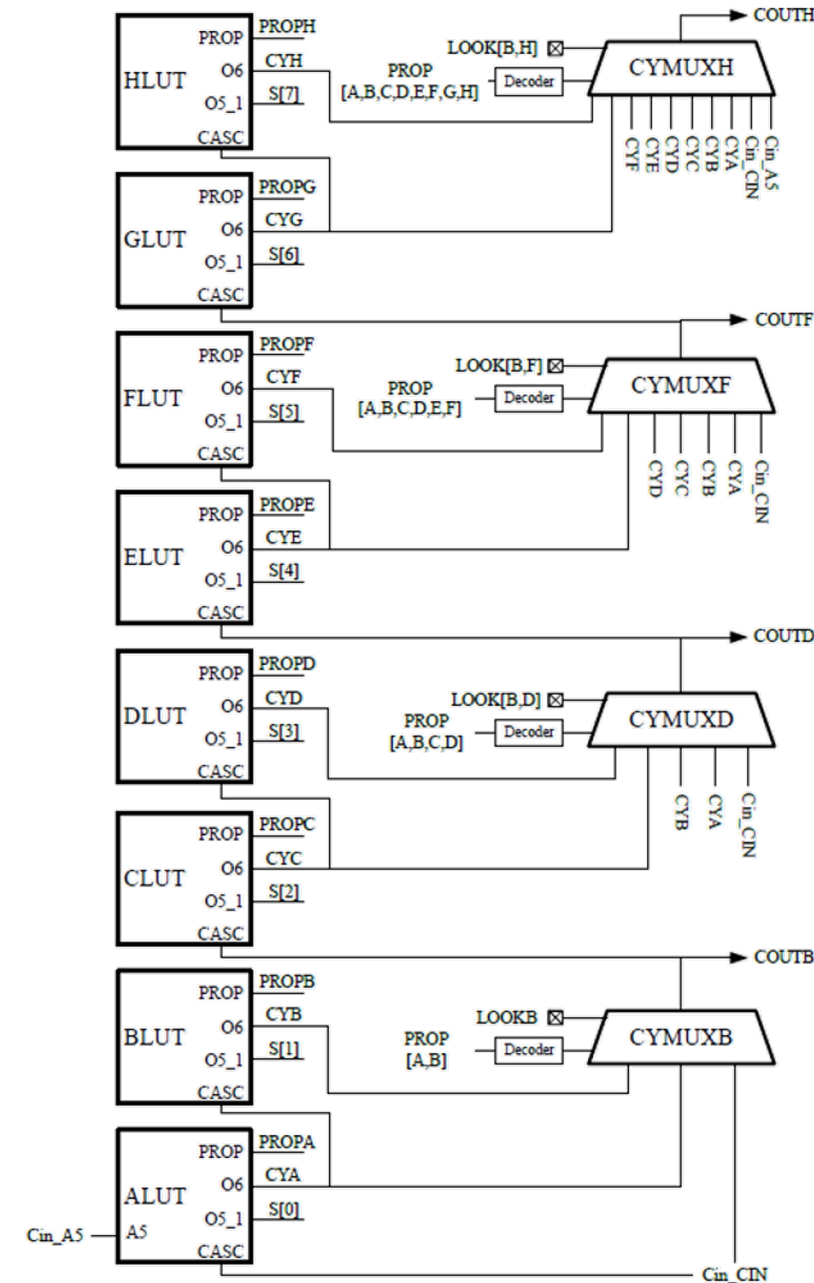 COUTH
PROPH
PROP
LOOK[B,H]
CYH
O6
HLUT
PROP
[A,B,C,D,E,F,G,H]
Decoder
CYMUXH
S[7]
O5_1
CASC
CYF
CYE
CYD
CYC
CYB
CYA
Cin_CIN
Cin_A5
PROPG
PROP
CYG
O6
GLUT
S[6]
O5_1
CASC
COUTF
PROPF
PROP
LOOK[B,F]
CYF
O6
FLUT
PROP
[A,B,C,D,E,F]
Decoder
CYMUXF
S[5]
O5_1
CASC
CYD
CYC
CYB
CYA
Cin_CIN
PROPE
PROP
CYE
O6
ELUT
S[4]
O5_1
CASC
COUTD
PROPD
PROP
LOOK[B,D]
CYD
O6
DLUT
PROP
[A,B,C,D]
Decoder
CYMUXD
S[3]
O5_1
CASC
CYB
CYA
Cin_CIN
PROPC
PROP
CYC
O6
CLUT
S[2]
O5_1
CASC
COUTB
PROPB
PROP
LOOKB
CYB
O6
BLUT
PROP
[A,B]
Decoder
CYMUXB
S[1]
O5_1
CASC
PROPA
PROP
CYA
O6
ALUT
S[0]
O5_1
Cin_A5
A5
CASC
Cin_CIN